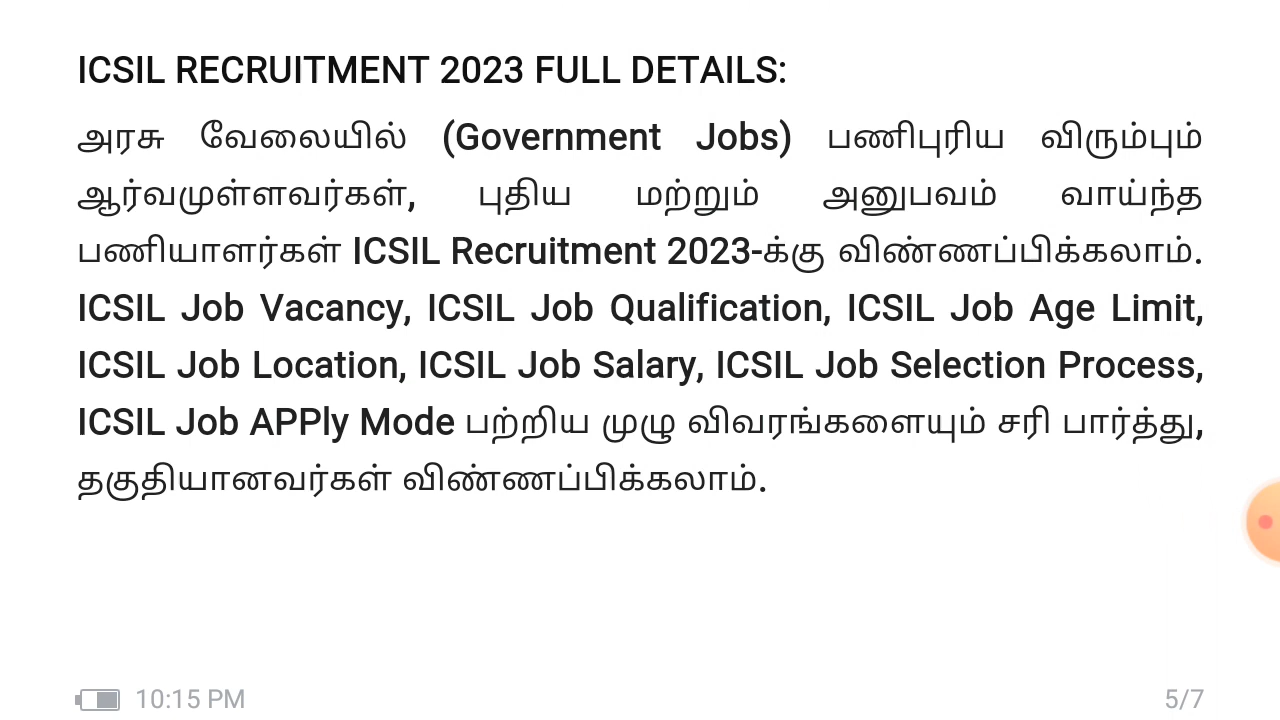 ICSIL RECRUITMENT 2023 FULL DETAILS:
அரசு வேலையில் (Government Jobs) பணிபுரிய விரும்பும்
ஆர்வமுள்ளவர்கள், புதிய மற்றும் அனுபவம் வாய்ந்த
பணியாளர்கள் ICSIL Recruitment 2023-க்கு விண்ணப்பிக்கலாம்.
ICSIL Job Vacancy, ICSIL Job Qualification, ICSIL Job Age Limit,
ICSIL Job Location, ICSIL Job Salary, ICSIL Job Selection Process,
ICSIL Job APPly Mode பற்றிய முழு விவரங்களையும் சரி பார்த்து,
தகுதியானவர்கள் விண்ணப்பிக்கலாம்.
10:15 PM 5/7